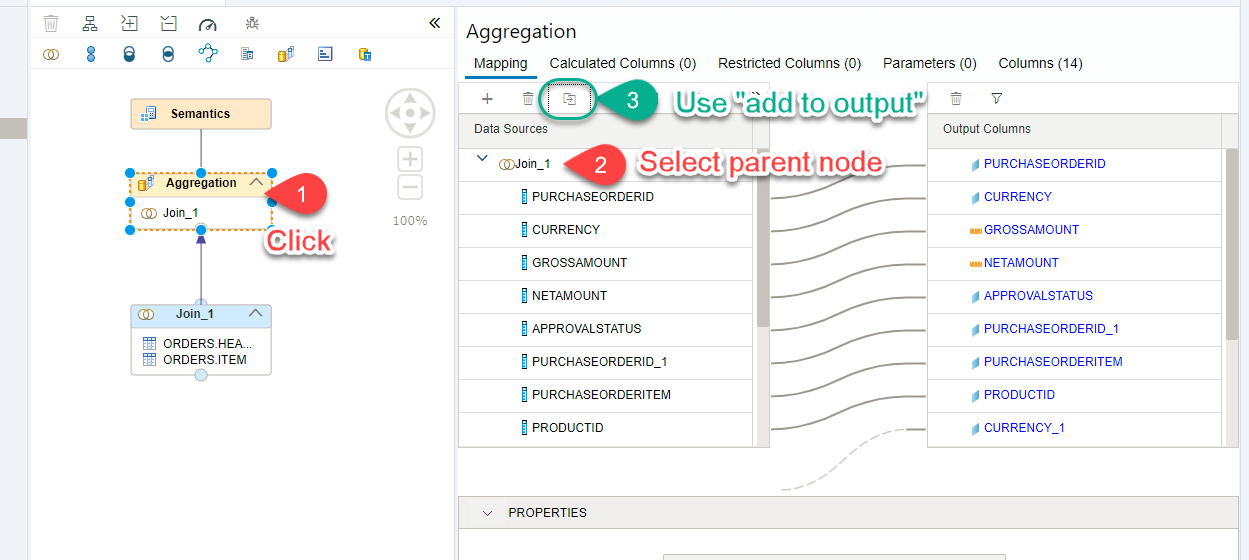 Aggregation
Mapping Calculated Columns (0) Restricted Columns (0) Parameters (0) Columns (14)
3 Use "add to output"
Semantics
Data Sources
Output Columns
Aggregation
Join_1
1
Click
100%
Join_1
ORDERS.HEA...
ORDERS.ITEM
Join_1
2 Select parent node
PURCHASEORDERID
CURRENCY
GROSSAMOUNT
NETAMOUNT
APPROVALSTATUS
PURCHASEORDERID_1
PURCHASEORDERITEM
PRODUCTID
PURCHASEORDERID
CURRENCY
GROSSAMOUNT
NETAMOUNT
APPROVALSTATUS
PURCHASEORDERID_1
PURCHASEORDERITEM
PRODUCTID
CURRENCY_1
PROPERTIES